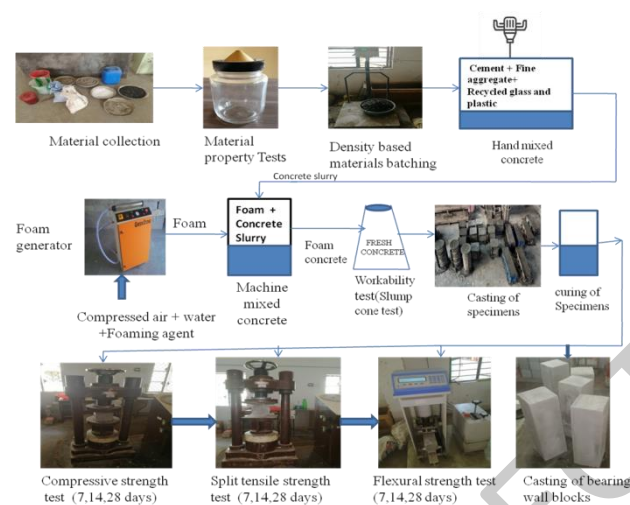 Cement + Fine
aggregate+
Recycled glass and
plastic
Material collection
Material
property Tests
Density based
materials batching
Hand mixed
concrete
Concrete slurry
Foam
generator
Foam
Foam +
Concrete
Slurry
Foam
concrete
FRESH
CONCRETE
Machine
mixed
concrete
Workability
test(Slump
cone test)
Casting of
specimens
curing of
Specimens
Compressed air + water
+Foaming agent
Compressive strength
test (7,14,28 days)
Split tensile strength
test (7,14,28 days)
Flexural strength test
(7,14,28 days)
Casting of bearing
wall blocks